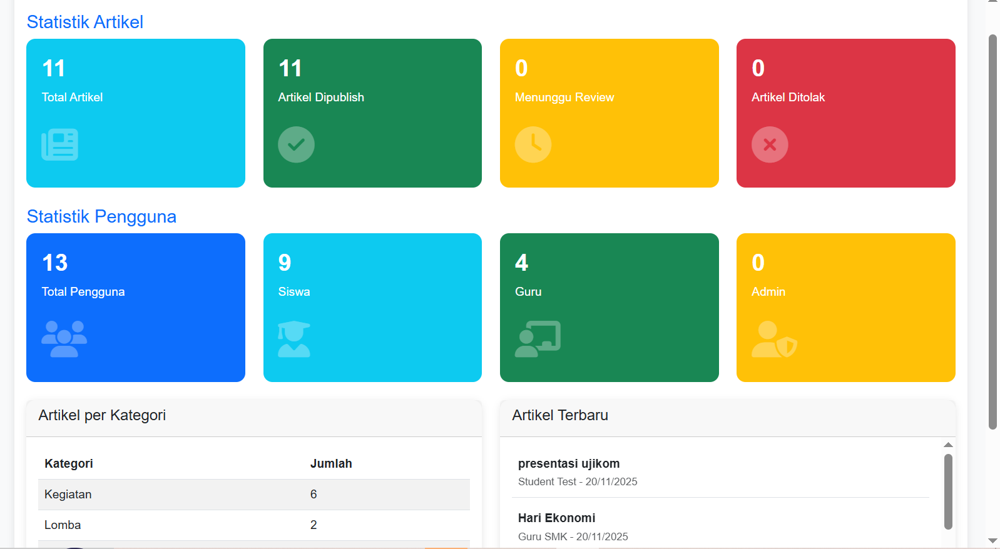 Statistik Artikel
11
Total Artikel
11
Artikel Dipublish
0
Menunggu Review
0
Artikel Ditolak
Statistik Pengguna
13
Total Pengguna
9
Siswa
4
Guru
0
Admin
Artikel per Kategori
Kategori Jumlah
Kegiatan 6
Lomba 2
Artikel Terbaru
presentasi ujikom
Student Test - 20/11/2025
Hari Ekonomi
Guru SMK - 20/11/2025